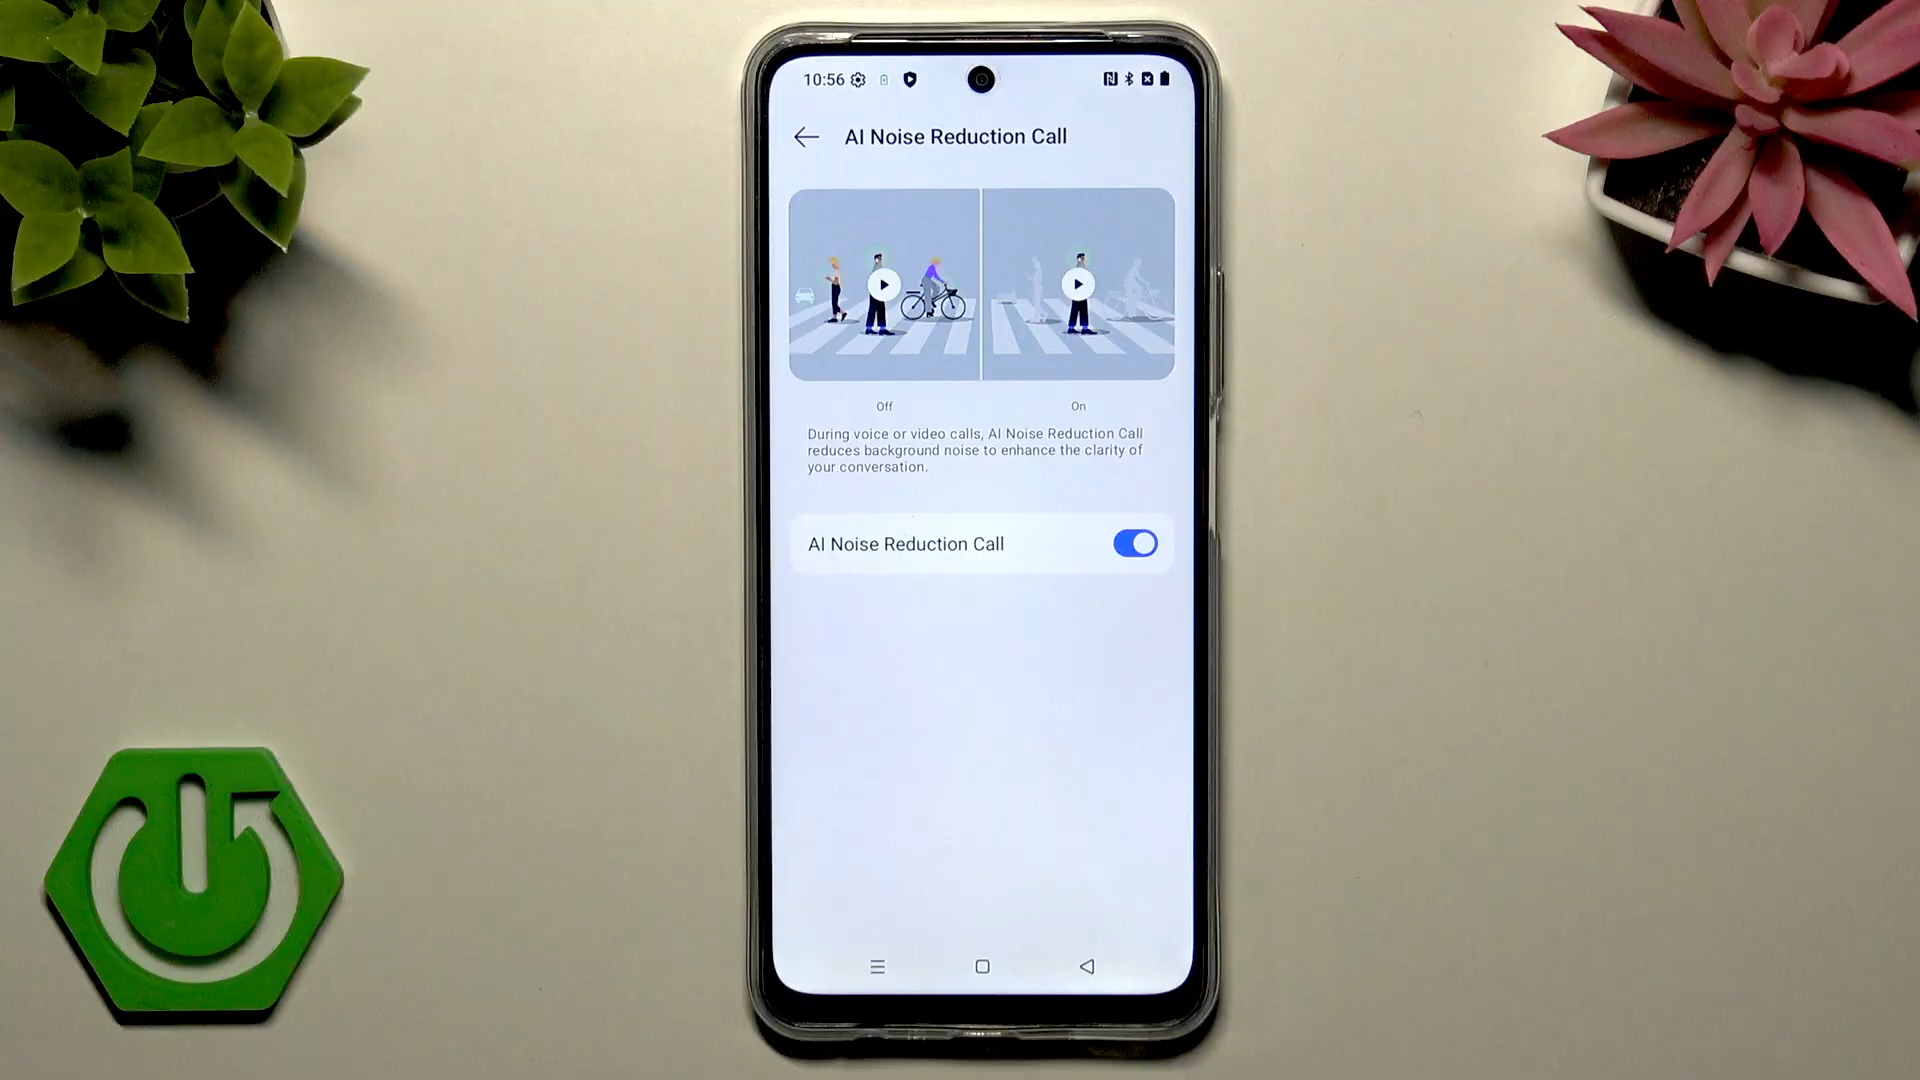 10:56
AI Noise Reduction Call
Off
On
During voice or video calls, AI Noise Reduction Call
reduces background noise to enhance the clarity of
your conversation.
AI Noise Reduction Call